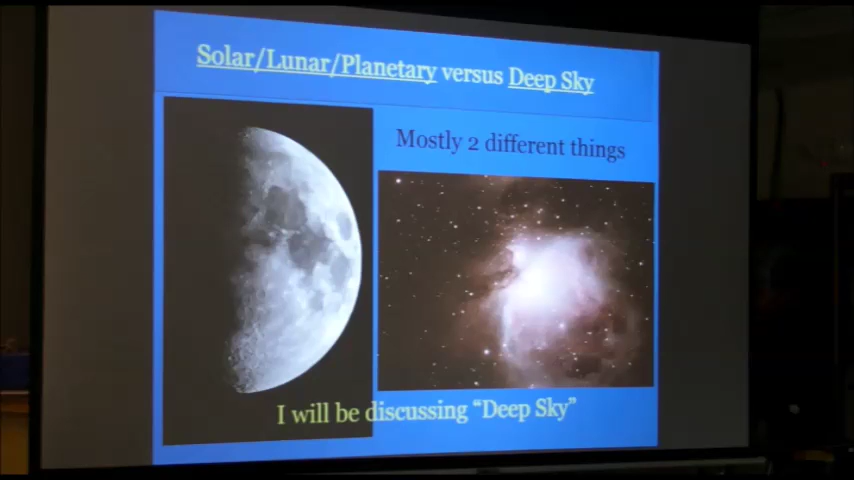 Solar/Lunar/Planetary versus Deep Sky
Mostly 2 different things
I will be discussing “Deep Sky”